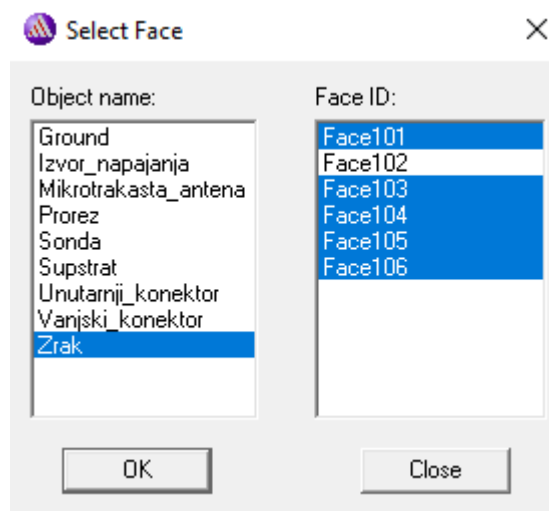 Select Face
Object name:
Ground
Izvor_napajanja
Mikrotrakasta_antena
Prorez
Sonda
Supstrat
Unutarnji_konektor
Vanjski_konektor
Zrak
Face ID:
Face101
Face102
Face103
Face104
Face105
Face106
OK
Close